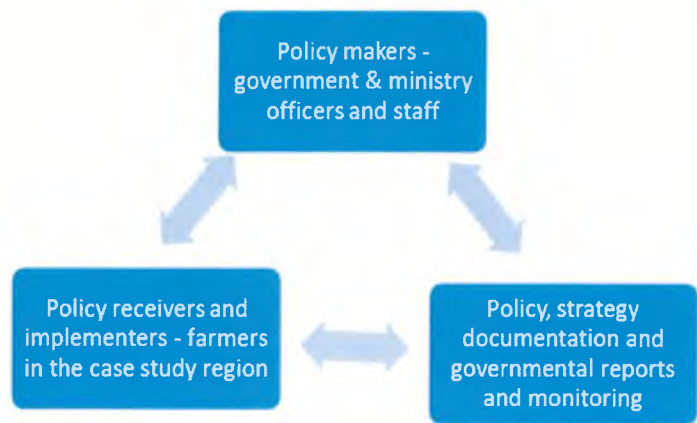 Policy makers -
government & ministry
officers and staff
Policy receivers and
implementers - farmers
in the case study region
Policy, strategy
documentation and
governmental reports
and monitoring